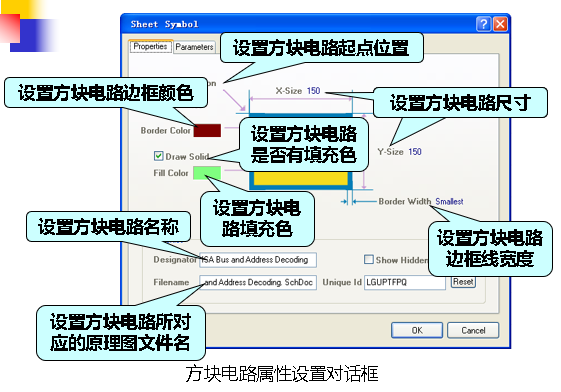 Sheet Symbol
Properties
Parameters
设置方块电路起点位置
on
X-Size 150
设置方块电路边框颜色
设置方块电路尺寸
Border Color
设置方块电路
是否有填充色
Y-Size 150
Draw Solid
Fill Color
设置方块电
路填充色
Border Width Smallest
设置方块电路名称
设置方块电路
边框线宽度
Designator
ISA Bus and Address Decoding
Show Hidden
Filename
and Address Decoding. SchDoc
Unique Id
LGUPTFPQ
Reset
设置方块电路所对
应的原理图文件名
OK
Cancel
方块电路属性设置对话框